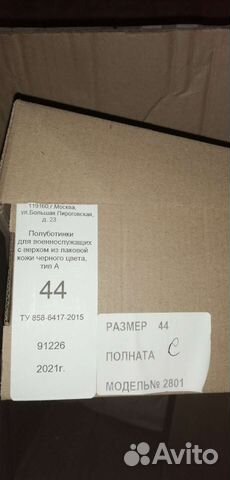 119160,г.Москва,
ул.Большая Пироговская,
д. 23
Полуботинки
для военнослужащих
с верхом из лаковой
кожи черного цвета,
тип А
44
ТУ 858-6417-2015
91226
2021г.
РАЗМЕР 44
ПОЛНАТА С
МОДЕЛЬ№ 2801
Avito